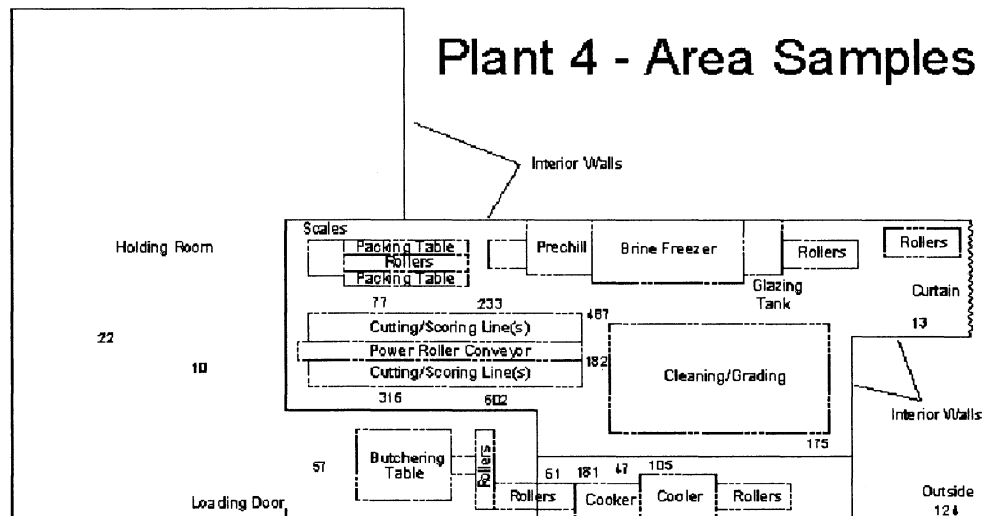 Plant 4 - Area Samples
Interior Walls
Scales
Holding Room
Packing Table
Rollers
Packing Table
Prechill
Brine Freezer
Rollers
Rollers
Glazing
Tank
Curtain
77
233
487
13
Cutting/Scoring Line(s)
22
Power Roller Conveyor
182
10
Cutting/Scoring Line(s)
Cleaning/Grading
316
602
Interior Walls
175
57
Butchering
Table
Rollers
61
181
47
105
Loading Door
Rollers
Cooker
Cooler
Rollers
Outside